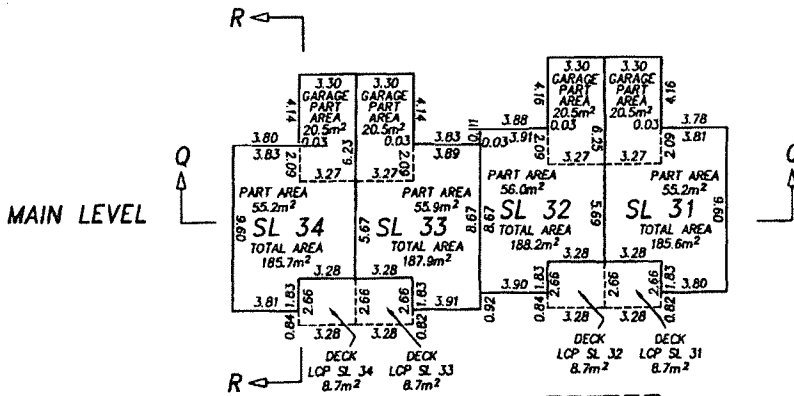 R
R
Q
Q
MAIN LEVEL
3.30
GARAGE
PART
AREA
20.5m²
4.14
0.03
3.80
3.83
2.09
3.27
6.23
PART AREA
55.2m²
SL 34
TOTAL AREA
185.7m²
9.60
3.28
3.81
1.83
2.66
0.84
3.28
DECK
LCP SL 34
8.7m²
3.30
GARAGE
PART
AREA
20.5m²
4.14
0.03
3.83
3.89
2.09
3.27
0.11
PART AREA
55.9m²
SL 33
TOTAL AREA
187.9m²
5.67
8.67
3.28
2.66
2.66
1.83
3.91
0.82
3.28
DECK
LCP SL 33
8.7m²
3.30
GARAGE
PART
AREA
20.5m²
4.16
0.03
3.88
0.03
3.91
2.09
3.27
6.25
PART AREA
56.0m²
SL 32
TOTAL AREA
188.2m²
8.67
5.69
3.28
3.90
1.83
2.66
0.92
0.84
3.28
DECK
LCP SL 32
8.7m²
3.30
GARAGE
PART
AREA
20.5m²
4.16
0.03
3.78
3.81
2.09
3.27
PART AREA
55.2m²
SL 31
TOTAL AREA
185.6m²
9.60
3.28
2.66
2.66
1.83
3.80
0.82
3.28
DECK
LCP SL 31
8.7m²